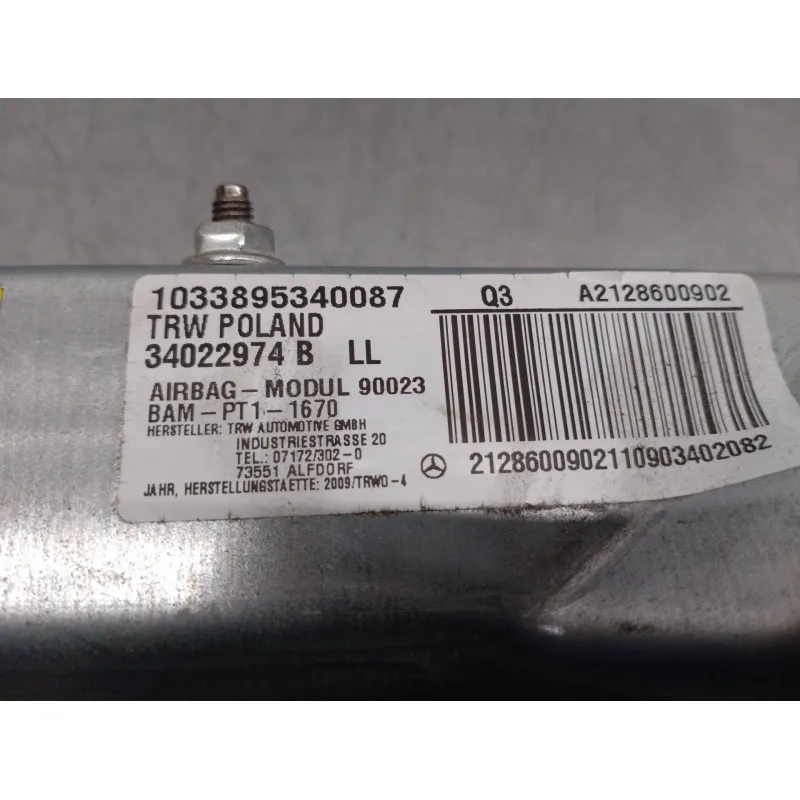 1033895340087 Q3 A2128600902
TRW POLAND
34022974 B LL
AIRBAG-MODUL 90023
BAM-PT1-1670
HERSTELLER: TRW AUTOMOTIVE GMBH
INDUSTRIESTRASSE 20
TEL.: 07172/302-0
73551 ALFDORF
JAHR, HERSTELLUNGSTAETTE: 2009/TRWO-4
2128600902110903402082